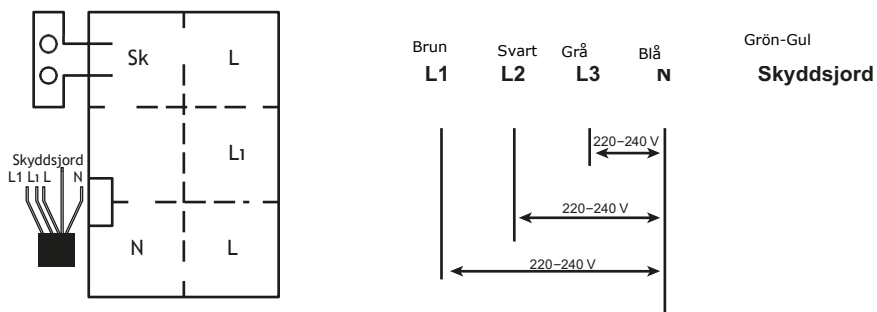 Sk L
L1
Skyddsjord
L1 L1 L N
N L
Brun Svart Grå Blå Grön-Gul
L1 L2 L3 N Skyddsjord
220–240 V
220–240 V
220–240 V